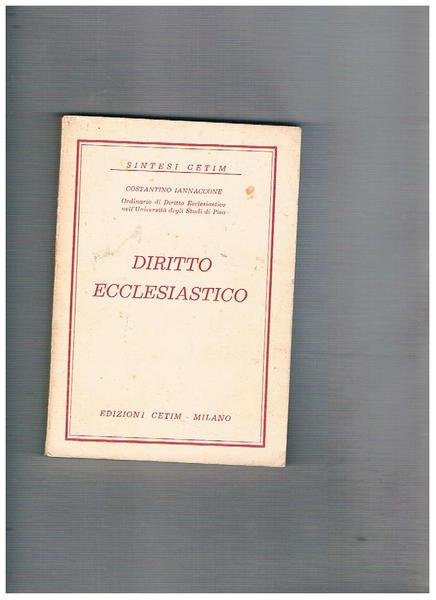 SINTESI CETIM
COSTANTINO IANNACCONE
Ordinario di Diritto Ecclesiastico
nell'Università degli Studi di Pisa
DIRITTO
ECCLESIASTICO
EDIZIONI CETIM - MILANO